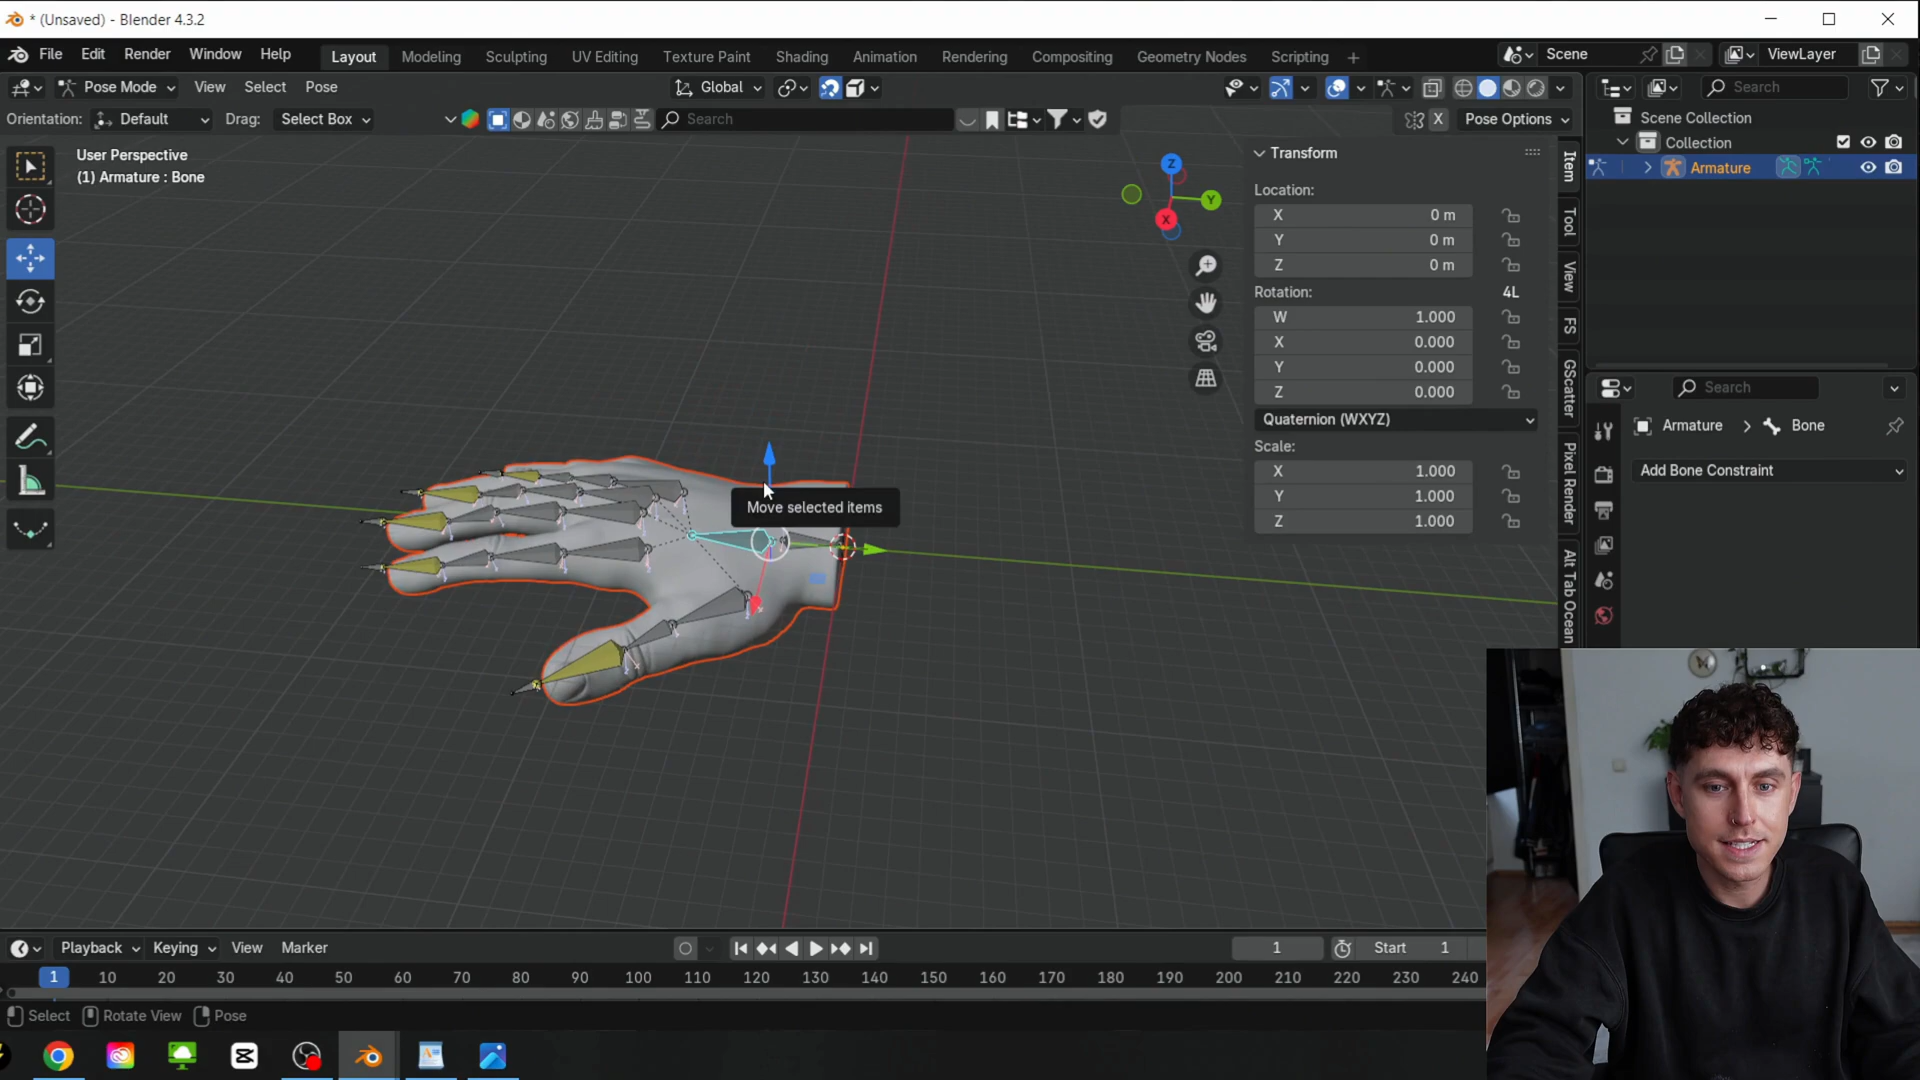 * (Unsaved) - Blender 4.3.2
File Edit Render Window Help
Layout Modeling Sculpting UV Editing Texture Paint Shading Animation Rendering Compositing Geometry Nodes Scripting +
Scene
ViewLayer
Pose Mode View Select Pose
Global
Search
Orientation: Default Drag: Select Box
Search
X
Pose Options
Scene Collection
Collection
Armature
User Perspective
(1) Armature : Bone
Z
Y
X
Transform
Location:
X 0 m
Y 0 m
Z 0 m
Rotation: 4L
W 1.000
X 0.000
Y 0.000
Z 0.000
Quaternion (WXYZ)
Scale:
X 1.000
Y 1.000
Z 1.000
Item
Tool
View
FS
GScatter
Pixel Render
Alt Tab Ocean
Search
Armature > Bone
Add Bone Constraint
Move selected items
Playback Keying View Marker
1
Start 1
1 10 20 30 40 50 60 70 80 90 100 110 120 130 140 150 160 170 180 190 200 210 220 230 240
Select Rotate View Pose